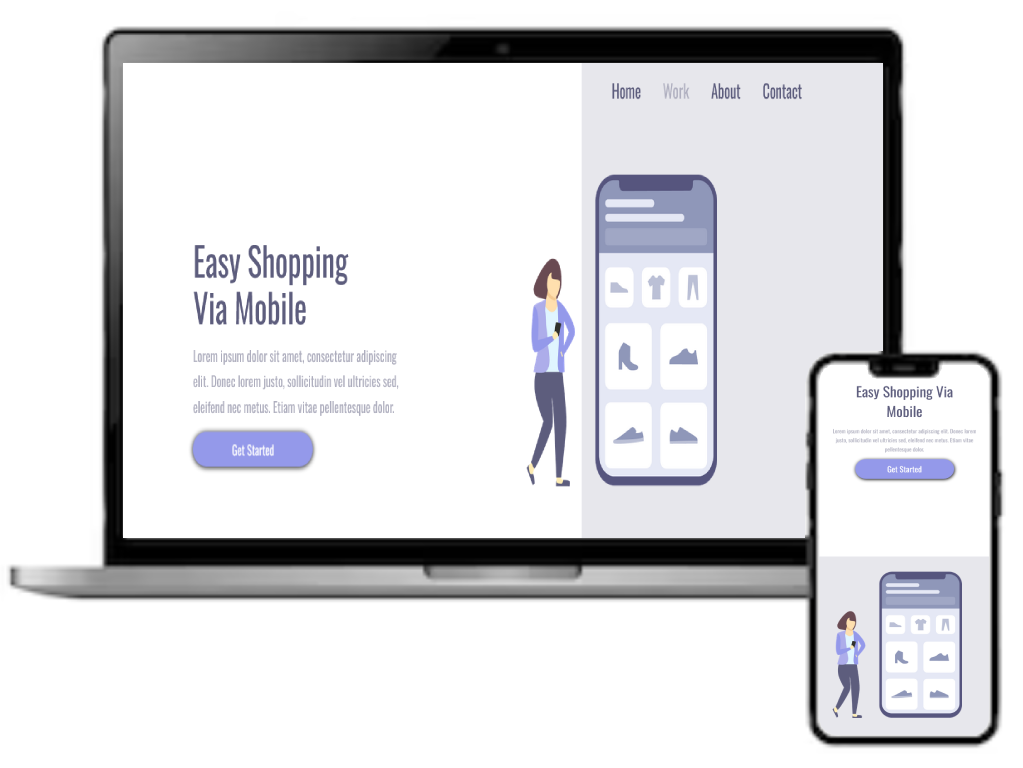 Home Work About Contact
Easy Shopping
Via Mobile
Lorem ipsum dolor sit amet, consectetur adipiscing
elit. Donec lorem justo, sollicitudin vel ultricies sed,
eleifend nec metus. Etiam vitae pellentesque dolor.
Get Started
Easy Shopping Via
Mobile
Lorem ipsum dolor sit amet, consectetur adipiscing elit. Donec lorem
justo, sollicitudin vel ultricies sed, eleifend nec metus. Etiam vitae
pellentesque dolor.
Get Started